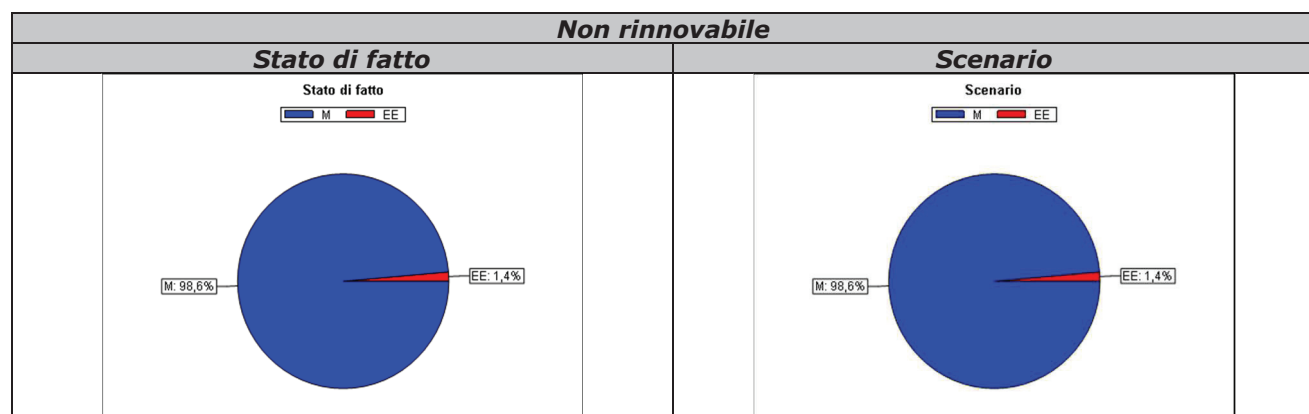 Non rinnovabile
Stato di fatto
Scenario
Stato di fatto
M EE
M: 98,6%
EE: 1,4%
Scenario
M EE
M: 98,6%
EE: 1,4%